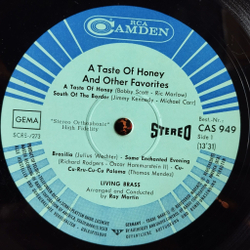 RCA
CAMDEN
A Taste Of Honey
And Other Favorites
A Taste Of Honey (Bobby Scott - Ric Marlow)
South Of The Border (Jimmy Kennedy - Michael Carr)
"Stereo Orthophonic"
High Fidelity
STEREO
Best.-Nr.:
CAS 949
Side 1
(13'31)
GEMA
SCRS-7273
Brasilia (Julius Wechter) - Some Enchanted Evening
(Richard Rodgers - Oscar Hammerstein II) - Cu-
Cu-Rru-Cu-Cu Paloma (Thomas Mendez)
LIVING BRASS
Arranged and Conducted
by Ray Martin